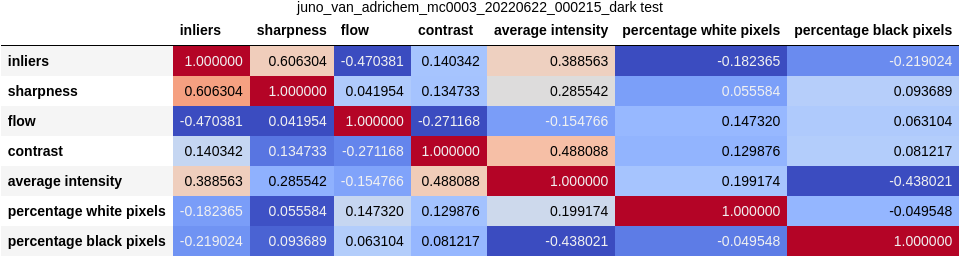 juno_van_adrichem_mc0003_20220622_000215_dark test
inliers sharpness flow contrast average intensity percentage white pixels percentage black pixels
inliers 1.000000 0.606304 -0.470381 0.140342 0.388563 -0.182365 -0.219024
sharpness 0.606304 1.000000 0.041954 0.134733 0.285542 0.055584 0.093689
flow -0.470381 0.041954 1.000000 -0.271168 -0.154766 0.147320 0.063104
contrast 0.140342 0.134733 -0.271168 1.000000 0.488088 0.129876 0.081217
average intensity 0.388563 0.285542 -0.154766 0.488088 1.000000 0.199174 -0.438021
percentage white pixels -0.182365 0.055584 0.147320 0.129876 0.199174 1.000000 -0.049548
percentage black pixels -0.219024 0.093689 0.063104 0.081217 -0.438021 -0.049548 1.000000